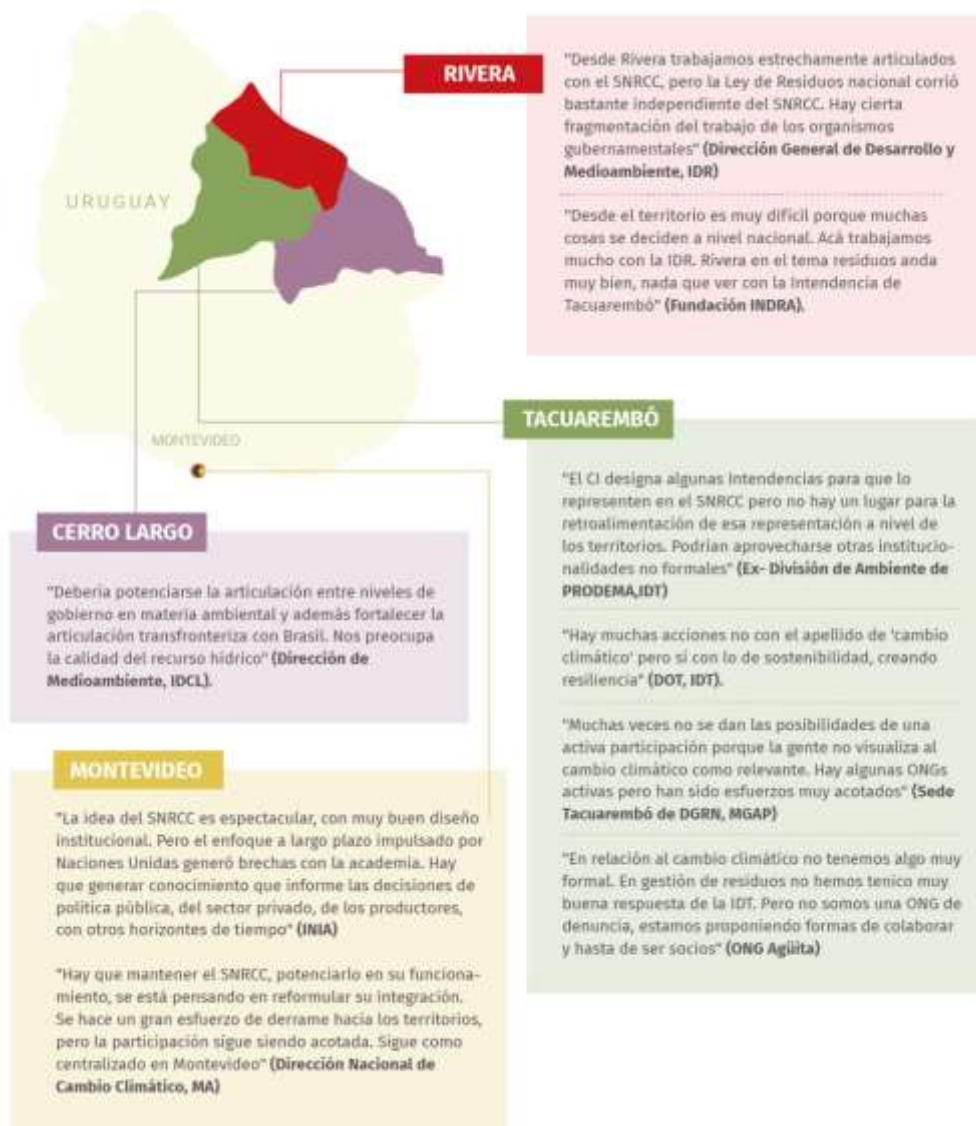 RIVERA
"Desde Rivera trabajamos estrechamente articulados
con el SNRCC, pero la Ley de Residuos nacional corrió
bastante independiente del SNRCC. Hay cierta
fragmentación del trabajo de los organismos
gubernamentales" (Dirección General de Desarrollo y
Medioambiente, IDR)
"Desde el territorio es muy difícil porque muchas
cosas se deciden a nivel nacional. Acá trabajamos
mucho con la IDR. Rivera en el tema residuos anda
muy bien, nada que ver con la Intendencia de
Tacuarembó" (Fundación INDRA).
URUGUAY
MONTEVIDEO
TACUAREMBÓ
"El CI designa algunas Intendencias para que lo
representen en el SNRCC pero no hay un lugar para la
retroalimentación de esa representación a nivel de
los territorios. Podrían aprovecharse otras institucio-
nalidades no formales" (Ex- División de Ambiente de
PRODEMA,IDT)
"Hay muchas acciones no con el apellido de 'cambio
climático' pero sí con lo de sostenibilidad, creando
resiliencia" (DOT, IDT).
"Muchas veces no se dan las posibilidades de una
activa participación porque la gente no visualiza al
cambio climático como relevante. Hay algunas ONGs
activas pero han sido esfuerzos muy acotados" (Sede
Tacuarembó de DGRN, MGAP)
"En relación al cambio climático no tenemos algo muy
formal. En gestión de residuos no hemos tenico muy
buena respuesta de la IDT. Pero no somos una ONG de
denuncia, estamos proponiendo formas de colaborar
y hasta de ser socios" (ONG Agüita)
CERRO LARGO
"Debería potenciarse la articulación entre niveles de
gobierno en materia ambiental y además fortalecer la
articulación transfronteriza con Brasil. Nos preocupa
la calidad del recurso hídrico" (Dirección de
Medioambiente, IDCL).
MONTEVIDEO
"La idea del SNRCC es espectacular, con muy buen diseño
institucional. Pero el enfoque a largo plazo impulsado por
Naciones Unidas generó brechas con la academia. Hay
que generar conocimiento que informe las decisiones de
política pública, del sector privado, de los productores,
con otros horizontes de tiempo" (INIA)
"Hay que mantener el SNRCC, potenciarlo en su funciona-
miento, se está pensando en reformular su integración.
Se hace un gran esfuerzo de derrame hacia los territorios,
pero la participación sigue siendo acotada. Sigue como
centralizado en Montevideo" (Dirección Nacional de
Cambio Climático, MA)